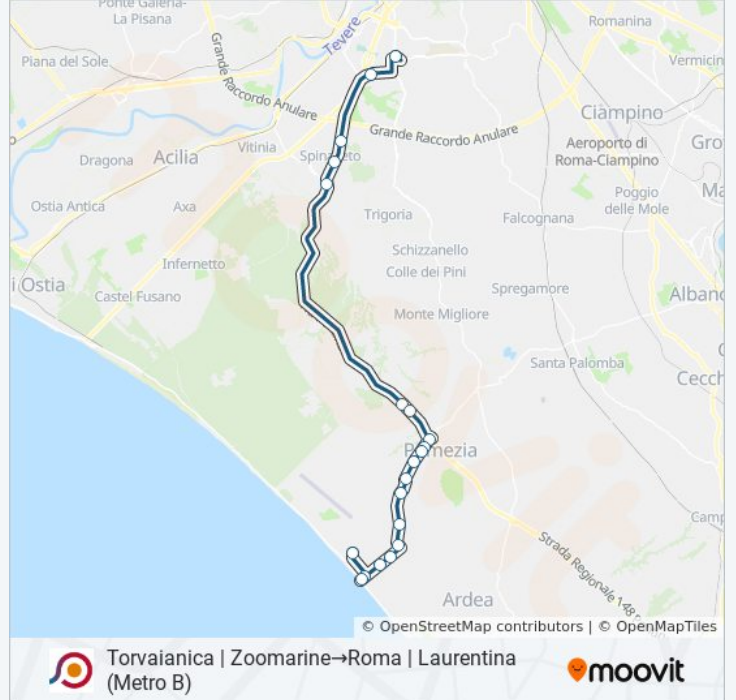 Ponte Galeria-
La Pisana
Tevere
Romanina
Piana del Sole
Grande Raccordo Anulare
Vermicin
Ciampino
Grande Raccordo Anulare
Vitinia
Dragona
Acilia
Aeroporto di
Roma-Ciampino
Gro
Poggio
delle Mole
Ma
Ostia Antica
Axa
Trigoria
Falcognana
Schizzanello
Infernetto
Colle dei Pini
i Ostia
Castel Fusano
Spregamore
Albano
Monte Migliore
Santa Palomba
Cecch
Camp
Strada Regionale 148
Ardea
© OpenStreetMap contributors | © OpenMapTiles
Torvaianica | Zoomarine→Roma | Laurentina
(Metro B)
moovit